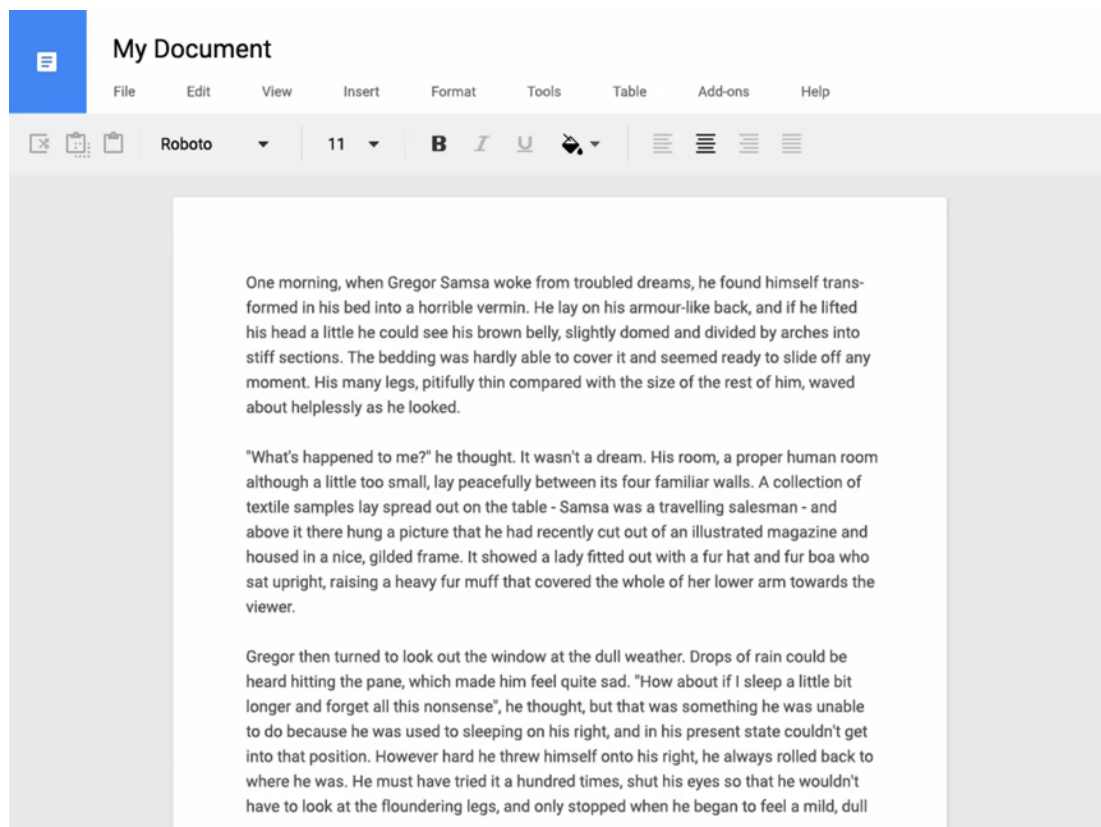 My Document
File Edit View Insert Format Tools Table Add-ons Help
Roboto 11 B I U
One morning, when Gregor Samsa woke from troubled dreams, he found himself trans-
formed in his bed into a horrible vermin. He lay on his armour-like back, and if he lifted
his head a little he could see his brown belly, slightly domed and divided by arches into
stiff sections. The bedding was hardly able to cover it and seemed ready to slide off any
moment. His many legs, pitifully thin compared with the size of the rest of him, waved
about helplessly as he looked.
"What's happened to me?" he thought. It wasn't a dream. His room, a proper human room
although a little too small, lay peacefully between its four familiar walls. A collection of
textile samples lay spread out on the table - Samsa was a travelling salesman - and
above it there hung a picture that he had recently cut out of an illustrated magazine and
housed in a nice, gilded frame. It showed a lady fitted out with a fur hat and fur boa who
sat upright, raising a heavy fur muff that covered the whole of her lower arm towards the
viewer.
Gregor then turned to look out the window at the dull weather. Drops of rain could be
heard hitting the pane, which made him feel quite sad. "How about if I sleep a little bit
longer and forget all this nonsense", he thought, but that was something he was unable
to do because he was used to sleeping on his right, and in his present state couldn't get
into that position. However hard he threw himself onto his right, he always rolled back to
where he was. He must have tried it a hundred times, shut his eyes so that he wouldn't
have to look at the floundering legs, and only stopped when he began to feel a mild, dull